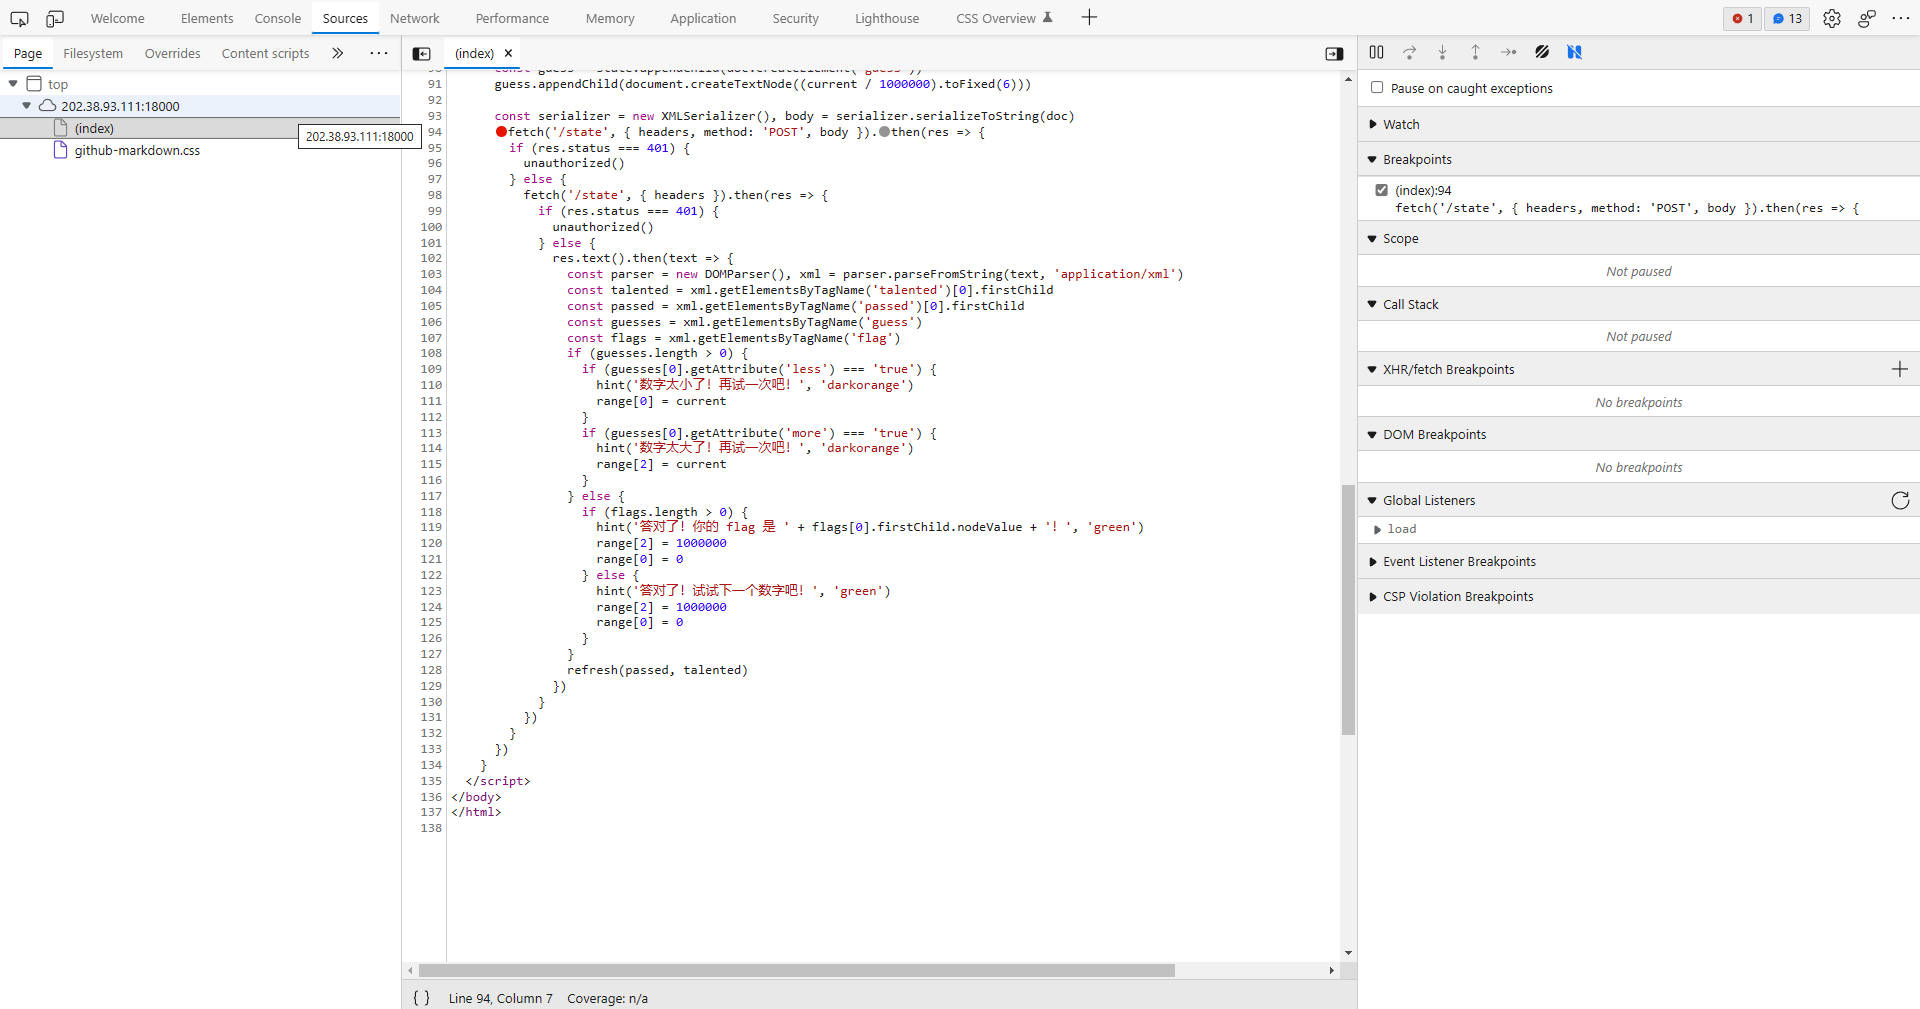 Welcome Elements Console Sources Network Performance Memory Application Security Lighthouse CSS Overview 1 13
Page Filesystem Overrides Content scripts
(index)
top
202.38.93.111:18000
(index)
202.38.93.111:18000
github-markdown.css
91 guess.appendChild(document.createTextNode((current / 1000000).toFixed(6)))
92
93 const serializer = new XMLSerializer(), body = serializer.serializeToString(doc)
94 fetch('/state', { headers, method: 'POST', body }).then(res => {
95 if (res.status === 401) {
96 unauthorized()
97 } else {
98 fetch('/state', { headers }).then(res => {
99 if (res.status === 401) {
100 unauthorized()
101 } else {
102 res.text().then(text => {
103 const parser = new DOMParser(), xml = parser.parseFromString(text, 'application/xml')
104 const talented = xml.getElementsByTagName('talented')[0].firstChild
105 const passed = xml.getElementsByTagName('passed')[0].firstChild
106 const guesses = xml.getElementsByTagName('guess')
107 const flags = xml.getElementsByTagName('flag')
108 if (guesses.length > 0) {
109 if (guesses[0].getAttribute('less') === 'true') {
110 hint('数字太小了！再试一次吧！', 'darkorange')
111 range[0] = current
112 }
113 if (guesses[0].getAttribute('more') === 'true') {
114 hint('数字太大了！再试一次吧！', 'darkorange')
115 range[2] = current
116 }
117 } else {
118 if (flags.length > 0) {
119 hint('答对了！你的 flag 是 ' + flags[0].firstChild.nodeValue + '！', 'green')
120 range[2] = 1000000
121 range[0] = 0
122 } else {
123 hint('答对了！试试下一个数字吧！', 'green')
124 range[2] = 1000000
125 range[0] = 0
126 }
127 }
128 refresh(passed, talented)
129 })
130 }
131 })
132 }
133 })
134 }
135 </script>
136 </body>
137 </html>
138
{ } Line 94, Column 7 Coverage: n/a
Pause on caught exceptions
Watch
Breakpoints
(index):94
fetch('/state', { headers, method: 'POST', body }).then(res => {
Scope
Not paused
Call Stack
Not paused
XHR/fetch Breakpoints
No breakpoints
DOM Breakpoints
No breakpoints
Global Listeners
load
Event Listener Breakpoints
CSP Violation Breakpoints